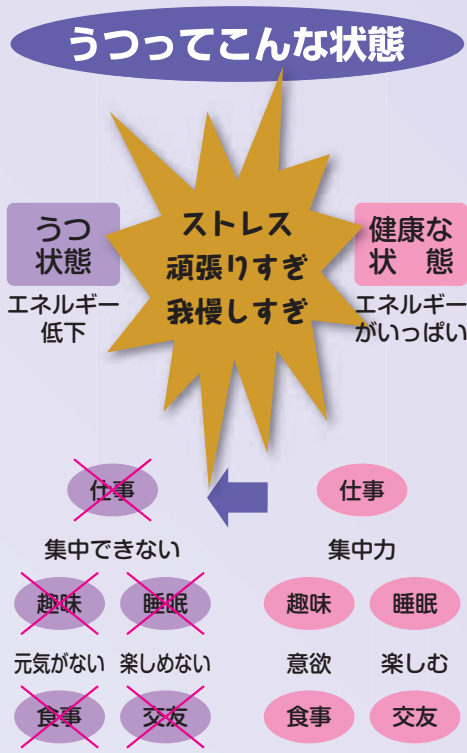 うつってこんな状態
うつ
状態
エネルギー
低下
ストレス
頑張りすぎ
我慢しすぎ
健康な
状　態
エネルギー
がいっぱい
仕事
集中できない
趣味 睡眠
元気がない 楽しめない
食事 交友
仕事
集中力
趣味 睡眠
意欲 楽しむ
食事 交友